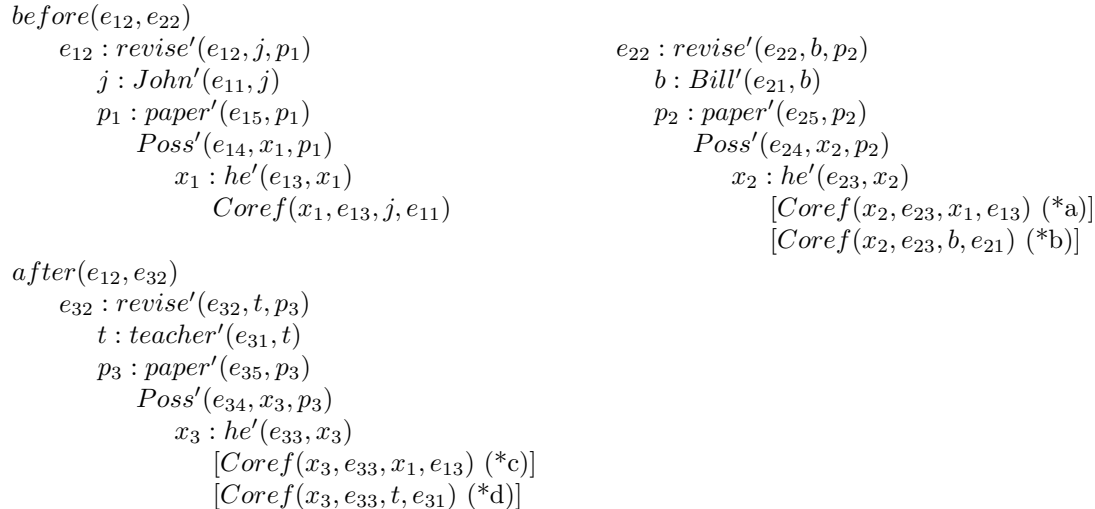 before(e₁₂, e₂₂)
e₁₂ : revise′(e₁₂, j, p₁)
j : John′(e₁₁, j)
p₁ : paper′(e₁₅, p₁)
Poss′(e₁₄, x₁, p₁)
x₁ : he′(e₁₃, x₁)
Coref(x₁, e₁₃, j, e₁₁)
e₂₂ : revise′(e₂₂, b, p₂)
b : Bill′(e₂₁, b)
p₂ : paper′(e₂₅, p₂)
Poss′(e₂₄, x₂, p₂)
x₂ : he′(e₂₃, x₂)
[Coref(x₂, e₂₃, x₁, e₁₃) (*a)]
[Coref(x₂, e₂₃, b, e₂₁) (*b)]
after(e₁₂, e₃₂)
e₃₂ : revise′(e₃₂, t, p₃)
t : teacher′(e₃₁, t)
p₃ : paper′(e₃₅, p₃)
Poss′(e₃₄, x₃, p₃)
x₃ : he′(e₃₃, x₃)
[Coref(x₃, e₃₃, x₁, e₁₃) (*c)]
[Coref(x₃, e₃₃, t, e₃₁) (*d)]